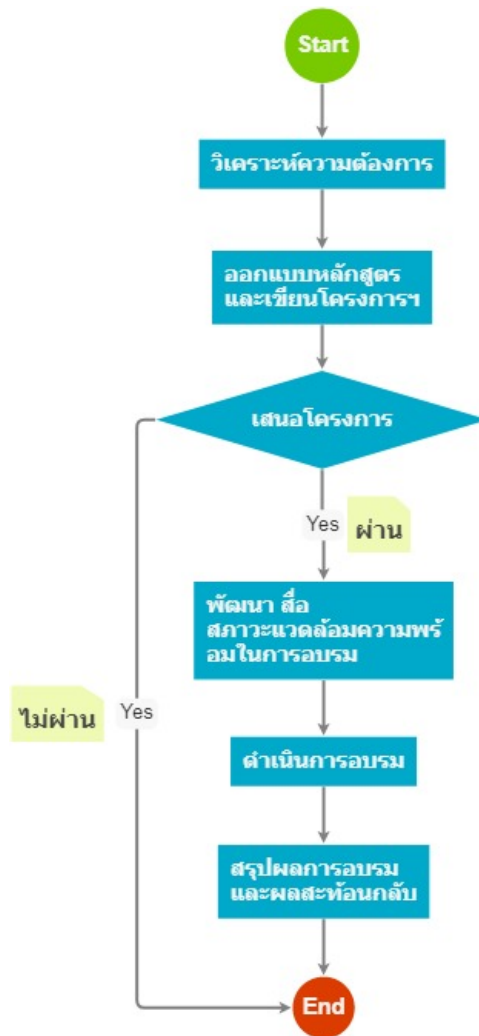 Start
วิเคราะห์ความต้องการ
ออกแบบหลักสูตร
และเขียนโครงการฯ
เสนอโครงการ
Yes
ผ่าน
พัฒนา สื่อ
สภาวะแวดล้อมความพร้
อมในการอบรม
ไม่ผ่าน
Yes
ดำเนินการอบรม
สรุปผลการอบรม
และผลสะท้อนกลับ
End